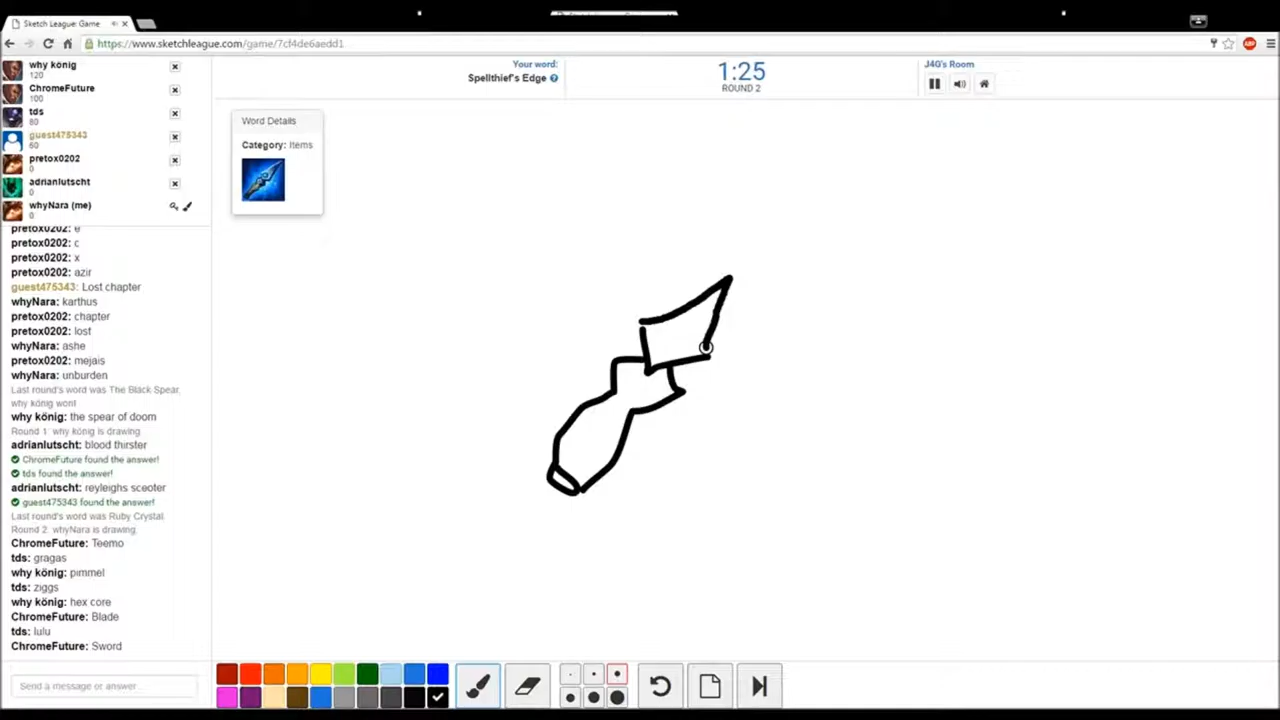 Sketch League: Game
https://www.sketchleague.com/game/7cf4de6aedd1
why könig
120
ChromeFuture
100
tds
80
guest475343
60
pretox0202
0
adrianlutscht
0
whyNara (me)
0
Your word:
Spellthief's Edge
1:25
ROUND 2
J4G's Room
Word Details
Category: Items
pretox0202: e
pretox0202: c
pretox0202: x
pretox0202: azir
guest475343: Lost chapter
whyNara: karthus
pretox0202: chapter
pretox0202: lost
whyNara: ashe
pretox0202: mejais
whyNara: unburden
Last round's word was The Black Spear,
why könig won!
why könig: the spear of doom
Round 1: why könig is drawing
adrianlutscht: blood thirster
ChromeFuture found the answer!
tds found the answer!
adrianlutscht: reyleighs sceoter
guest475343 found the answer!
Last round's word was Ruby Crystal.
Round 2: whyNara is drawing.
ChromeFuture: Teemo
tds: gragas
why könig: pimmel
tds: ziggs
why könig: hex core
ChromeFuture: Blade
tds: lulu
ChromeFuture: Sword
Send a message or answer...